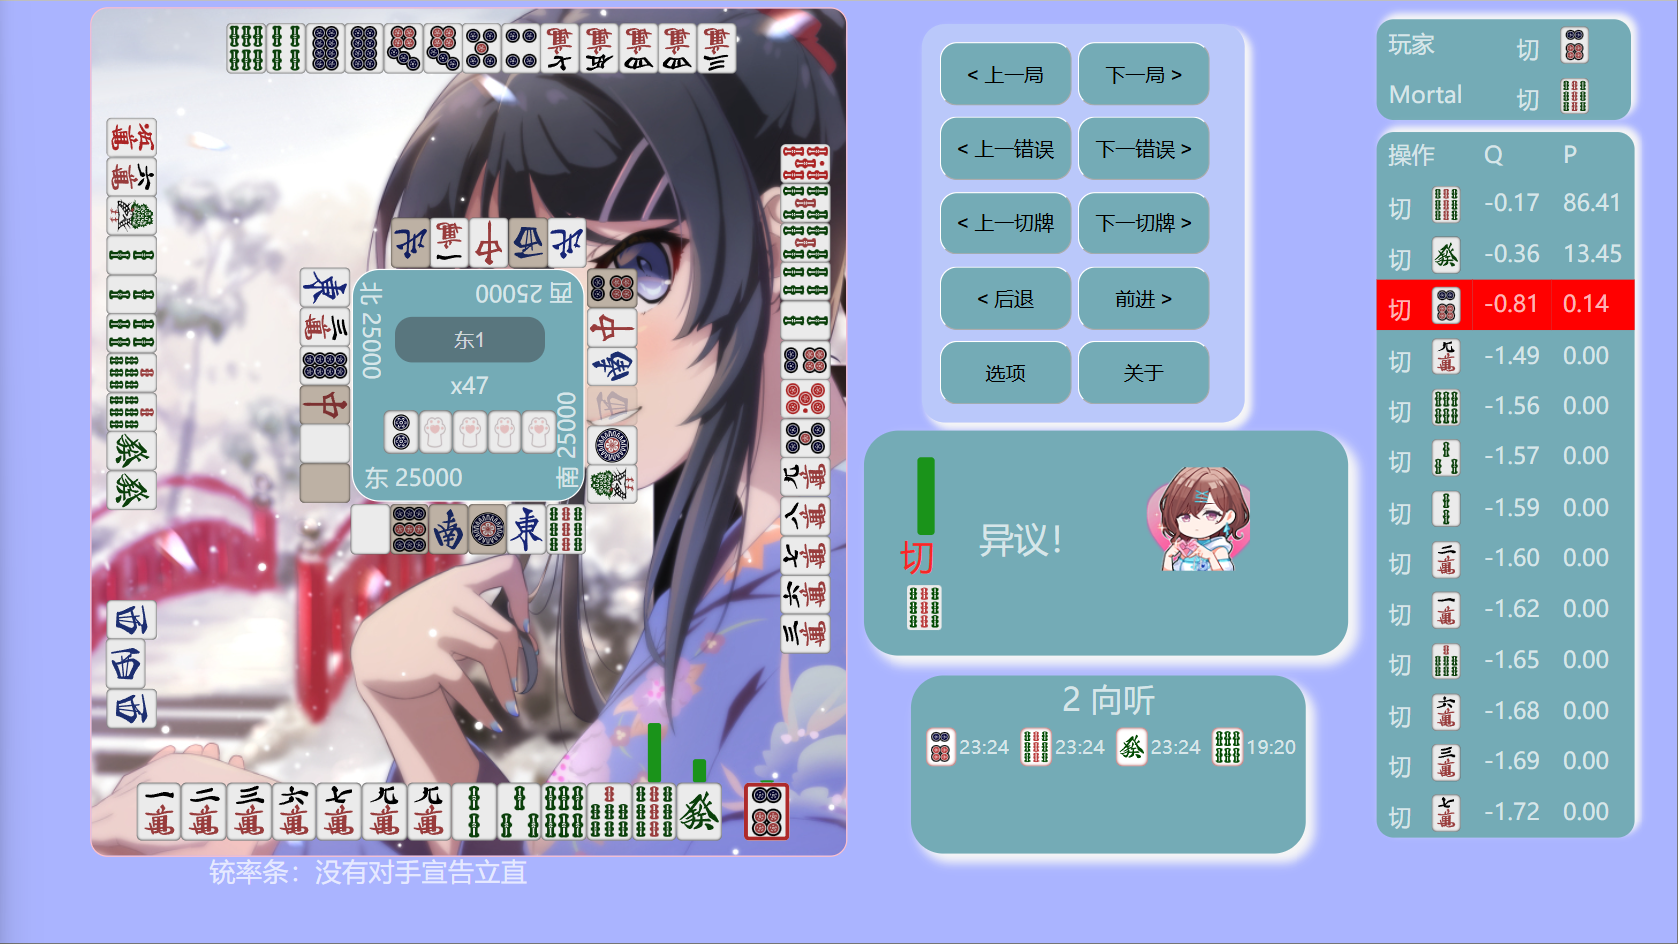 西 25000
北 25000
东1
x47
南 25000
东 25000
铳率条：没有对手宣告立直
< 上一局
下一局 >
< 上一错误
下一错误 >
< 上一切牌
下一切牌 >
< 后退
前进 >
选项
关于
切
异议！
2 向听
23:24 23:24 23:24 19:20
玩家 切
Mortal 切
操作 Q P
切 -0.17 86.41
切 -0.36 13.45
切 -0.81 0.14
切 -1.49 0.00
切 -1.56 0.00
切 -1.57 0.00
切 -1.59 0.00
切 -1.60 0.00
切 -1.62 0.00
切 -1.65 0.00
切 -1.68 0.00
切 -1.69 0.00
切 -1.72 0.00